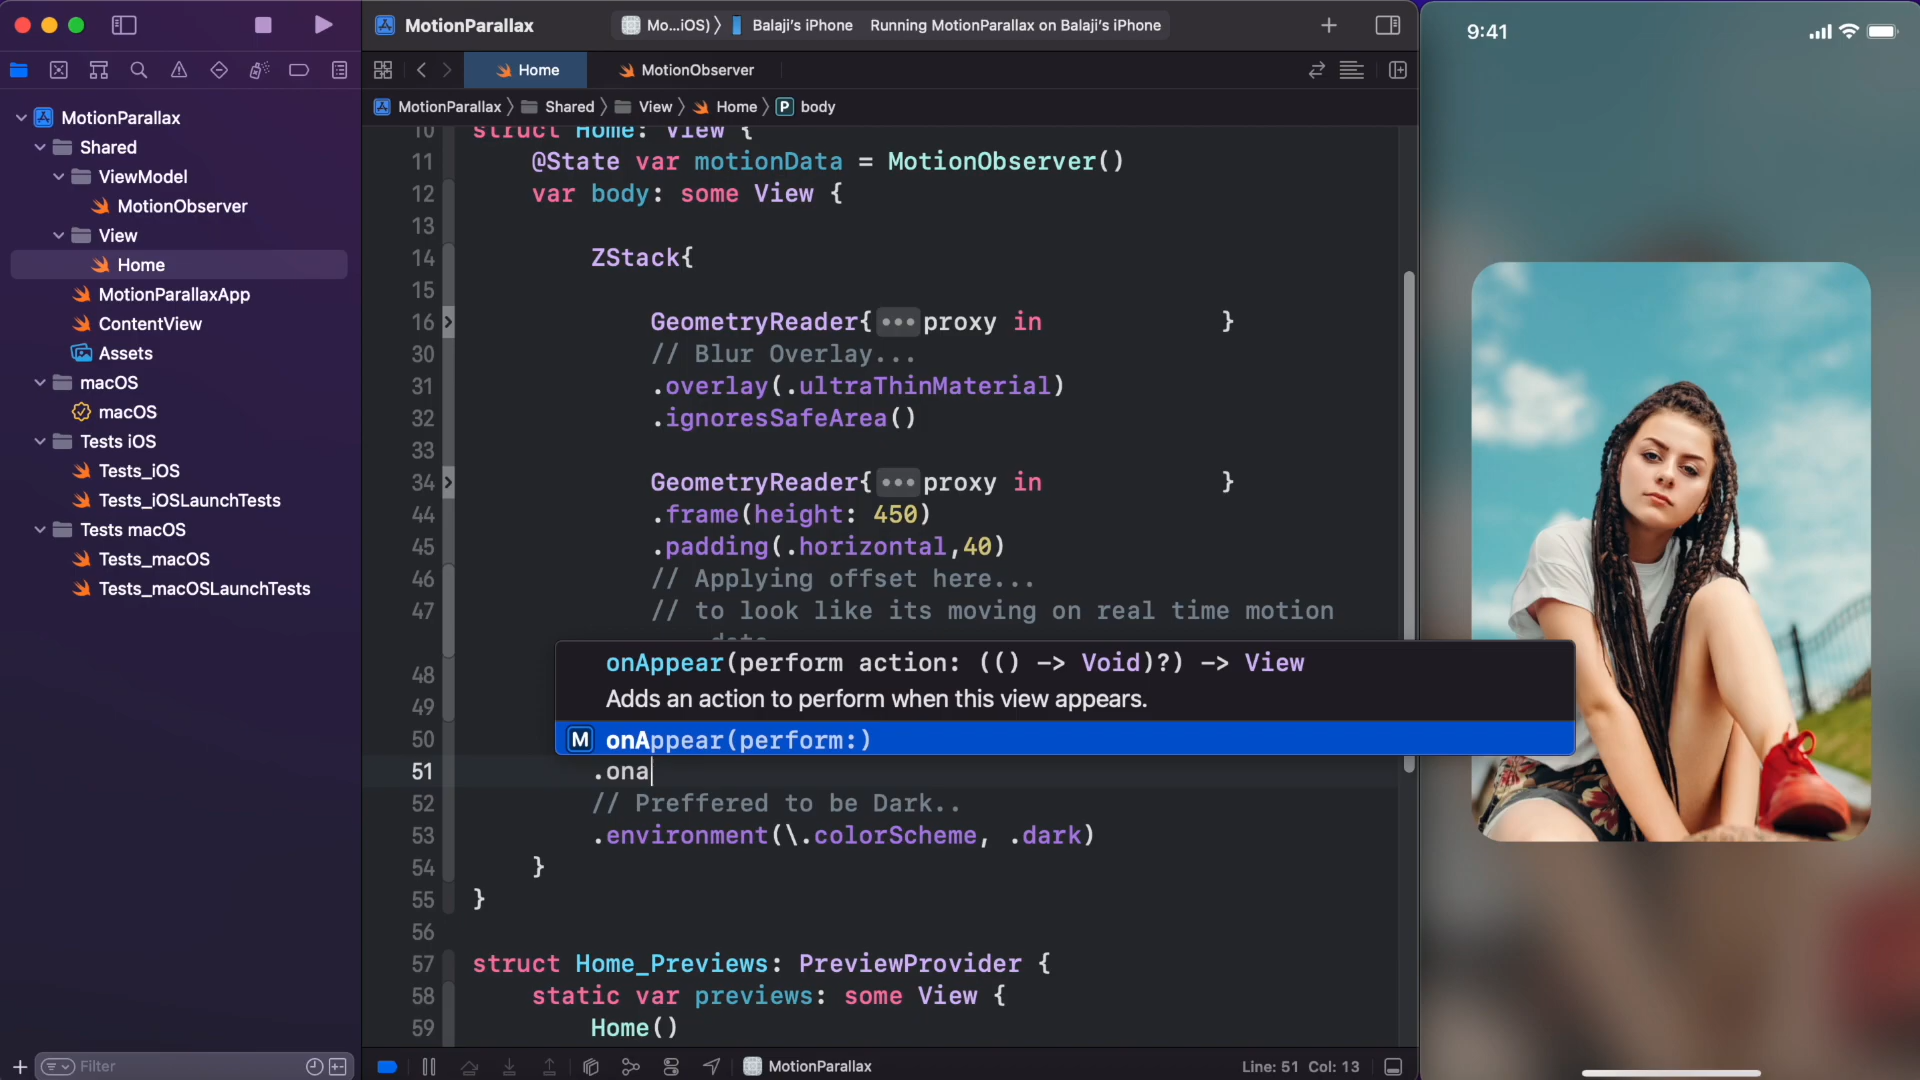 MotionParallax
Mo...iOS) 〉 Balaji's iPhone
Running MotionParallax on Balaji's iPhone
9:41
Home
MotionObserver
MotionParallax 〉 Shared 〉 View 〉 Home 〉 P body
MotionParallax
Shared
ViewModel
MotionObserver
View
Home
MotionParallaxApp
ContentView
Assets
macOS
macOS
Tests iOS
Tests_iOS
Tests_iOSLaunchTests
Tests macOS
Tests_macOS
Tests_macOSLaunchTests
Filter
10 struct Home: View {
11 @State var motionData = MotionObserver()
12 var body: some View {
13
14 ZStack{
15
16 GeometryReader{•••proxy in }
30 // Blur Overlay...
31 .overlay(.ultraThinMaterial)
32 .ignoresSafeArea()
33
34 GeometryReader{•••proxy in }
44 .frame(height: 450)
45 .padding(.horizontal,40)
46 // Applying offset here...
47 // to look like its moving on real time motion
onAppear(perform action: (() -> Void)?) -> View
48
Adds an action to perform when this view appears.
49
50 M onAppear(perform:)
51 .ona
52 // Preffered to be Dark..
53 .environment(\.colorScheme, .dark)
54 }
55 }
56
57 struct Home_Previews: PreviewProvider {
58 static var previews: some View {
59 Home()
MotionParallax
Line: 51 Col: 13